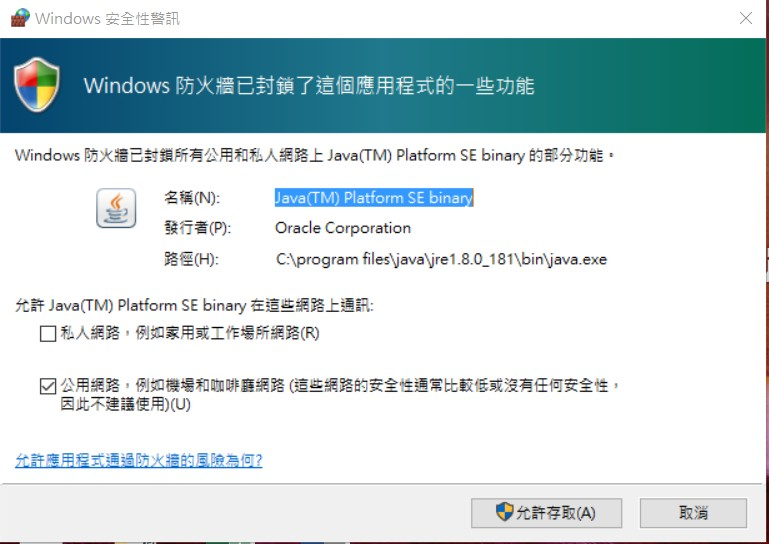 Windows 安全性警訊
Windows 防火牆已封鎖了這個應用程式的一些功能
Windows 防火牆已封鎖所有公用和私人網路上 Java(TM) Platform SE binary 的部分功能。
名稱(N): Java(TM) Platform SE binary
發行者(P): Oracle Corporation
路徑(H): C:\program files\java\jre1.8.0_181\bin\java.exe
允許 Java(TM) Platform SE binary 在這些網路上通訊:
私人網路，例如家用或工作場所網路(R)
公用網路，例如機場和咖啡廳網路 (這些網路的安全性通常比較低或沒有任何安全性，
因此不建議使用)(U)
允許應用程式通過防火牆的風險為何?
允許存取(A) 取消